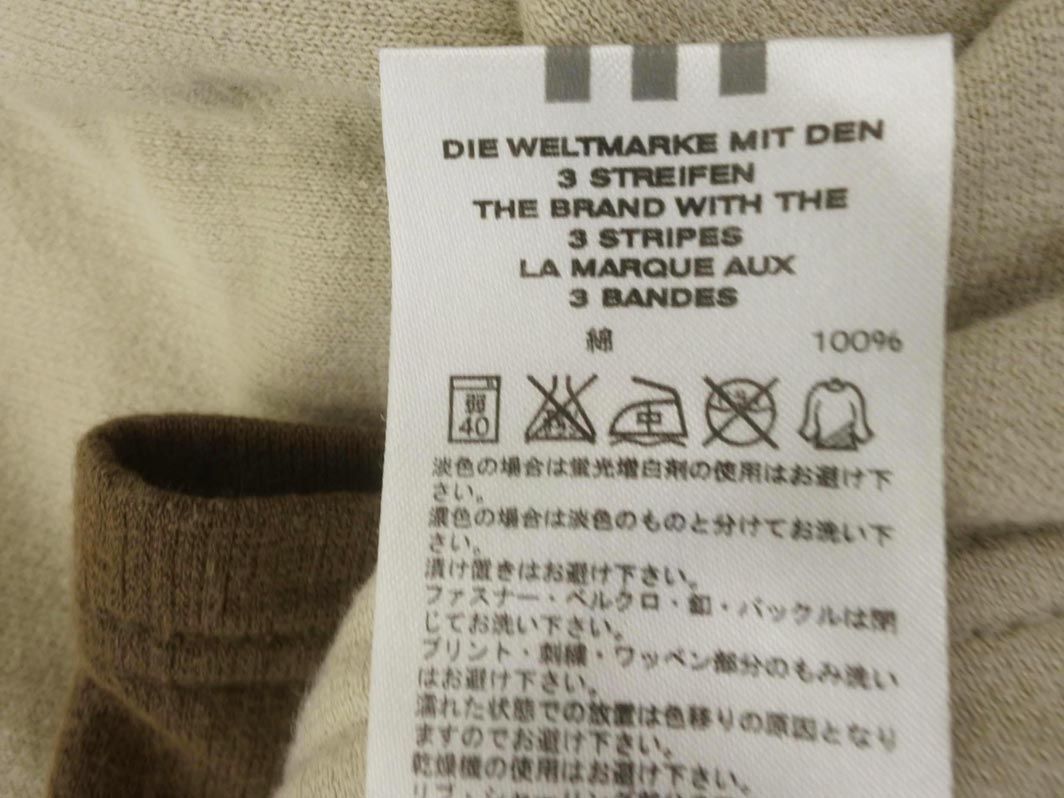 DIE WELTMARKE MIT DEN
3 STREIFEN
THE BRAND WITH THE
3 STRIPES
LA MARQUE AUX
3 BANDES
綿 100%
弱 40 中
淡色の場合は蛍光増白剤の使用はお避け下
さい。
濃色の場合は淡色のものと分けてお洗い下
さい。
漬け置きはお避け下さい。
ファスナー・ベルクロ・釦・バックルは閉
じてお洗い下さい。
プリント・刺繍・ワッペン部分のもみ洗い
はお避け下さい。
濡れた状態での放置は色移りの原因となり
ますのでお避け下さい。
乾燥機の使用はお避け下さい。